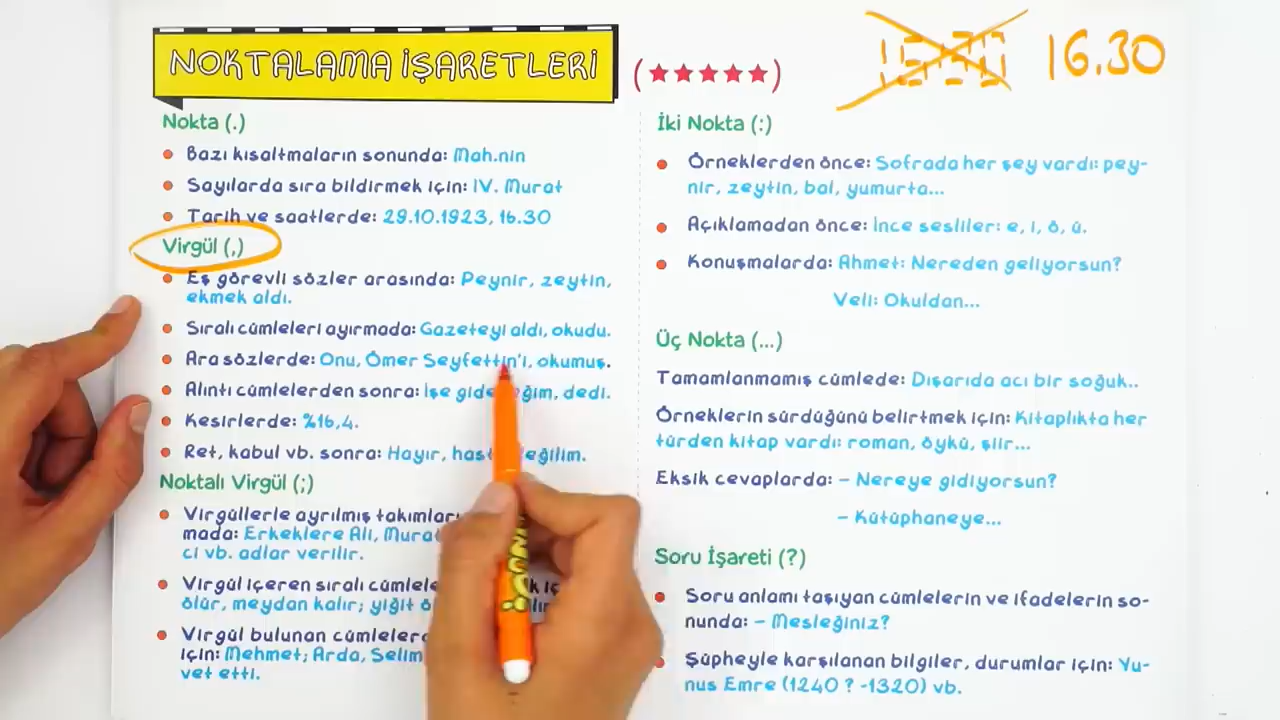 NOKTALAMA İŞARETLERİ
(★★★★★)
16.30
Nokta (.)
Bazı kısaltmaların sonunda: Mah.nin
Sayılarda sıra bildirmek için: IV. Murat
Tarih ve saatlerde: 29.10.1923, 16.30
Virgül (,)
Eş görevli sözler arasında: Peynir, zeytin,
ekmek aldı.
Sıralı cümleleri ayırmada: Gazeteyi aldı, okudu.
Ara sözlerde: Onu, Ömer Seyfettin'i, okumuş.
Alıntı cümlelerden sonra: İşe dedi.
Kesirlerde: %16,4.
Ret, kabul vb. sonra: Hayır,
Noktalı Virgül (;)
Virgüllerle ayrılmış
mada: Erkeklere Ali,
ci vb. adlar verilir.
Virgül içeren sıralı
ölür, meydan kalır; yiğit
Virgül bulunan
için: Mehmet; Arda, Selim
vet etti.
İki Nokta (:)
Örneklerden önce: Sofrada her şey vardı: pey-
nir, zeytin, bal, yumurta...
Açıklamadan önce: İnce sesliler: e, i, ö, ü.
Konuşmalarda: Ahmet: Nereden geliyorsun?
Veli: Okuldan...
Üç Nokta (...)
Tamamlanmamış cümlede: Dışarıda acı bir soğuk..
Örneklerin sürdüğünü belirtmek için: Kitaplıkta her
türden kitap vardı: roman, öykü, şiir...
Eksik cevaplarda: – Nereye gidiyorsun?
– Kütüphaneye...
Soru İşareti (?)
Soru anlamı taşıyan cümlelerin ve ifadelerin so-
nunda: – Mesleğiniz?
Şüpheyle karşılanan bilgiler, durumlar için: Yu-
nus Emre (1240 ? -1320) vb.